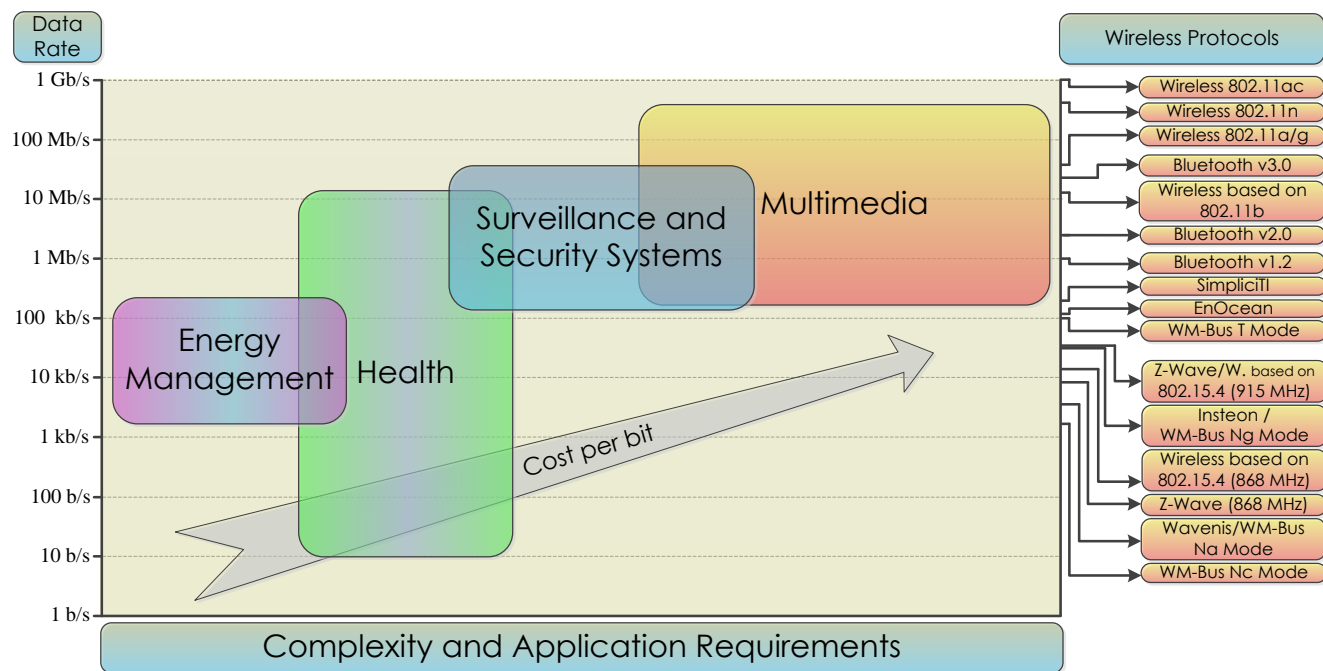 Data
Rate
Wireless Protocols
1 Gb/s
100 Mb/s
10 Mb/s
1 Mb/s
100 kb/s
10 kb/s
1 kb/s
100 b/s
10 b/s
1 b/s
Energy
Management
Health
Surveillance and
Security Systems
Multimedia
Cost per bit
Wireless 802.11ac
Wireless 802.11n
Wireless 802.11a/g
Bluetooth v3.0
Wireless based on
802.11b
Bluetooth v2.0
Bluetooth v1.2
SimpliciTI
EnOcean
WM-Bus T Mode
Z-Wave/W. based on
802.15.4 (915 MHz)
Insteon /
WM-Bus Ng Mode
Wireless based on
802.15.4 (868 MHz)
Z-Wave (868 MHz)
Wavenis/WM-Bus
Na Mode
WM-Bus Nc Mode
Complexity and Application Requirements